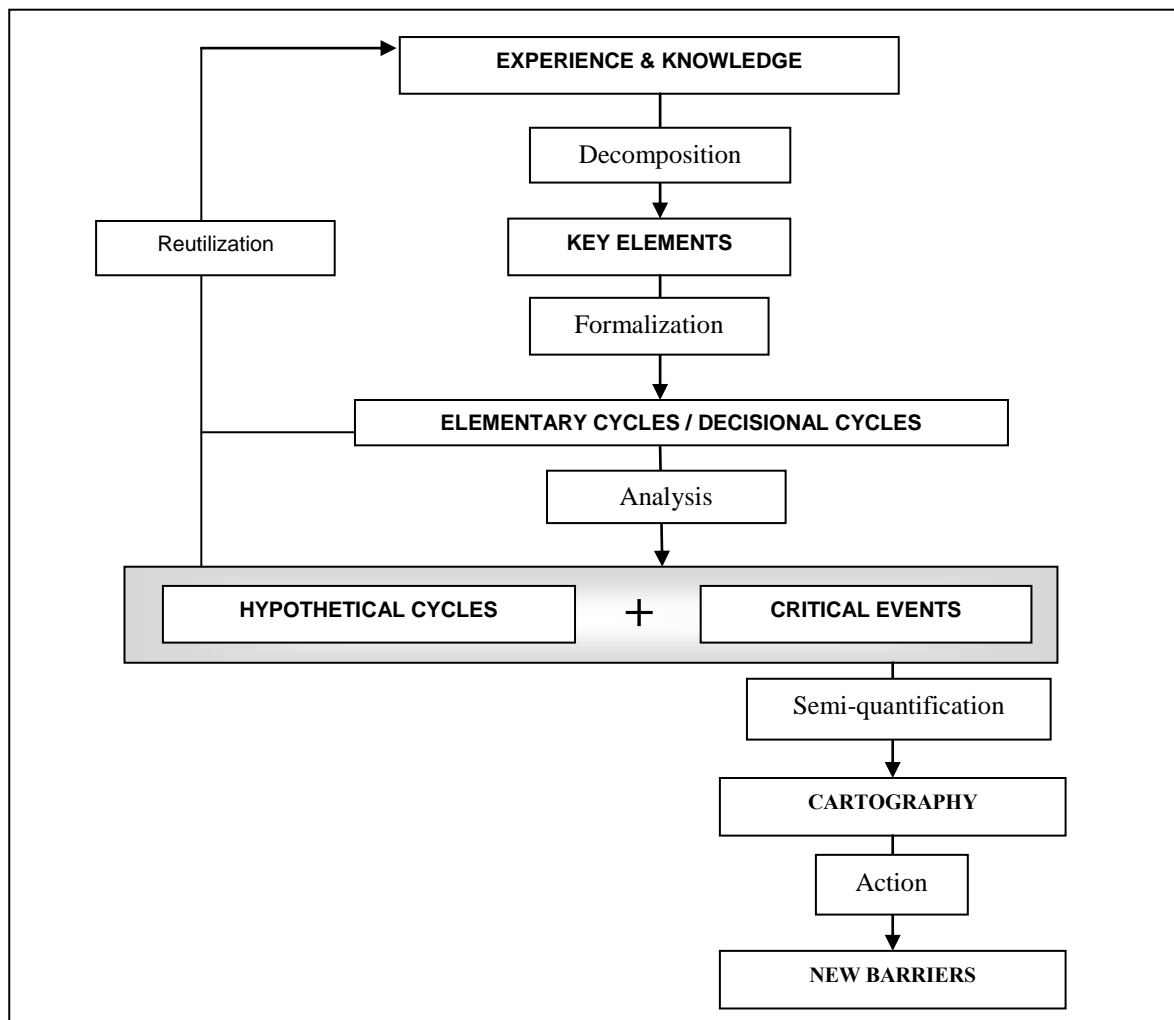 EXPERIENCE & KNOWLEDGE
Decomposition
Reutilization
KEY ELEMENTS
Formalization
ELEMENTARY CYCLES / DECISIONAL CYCLES
Analysis
HYPOTHETICAL CYCLES + CRITICAL EVENTS
Semi-quantification
CARTOGRAPHY
Action
NEW BARRIERS